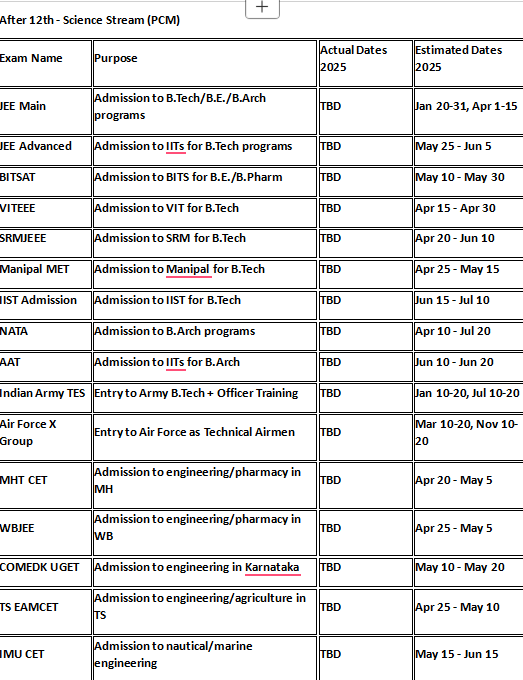 After 12th - Science Stream (PCM)
Exam Name
Purpose
Actual Dates
2025
Estimated Dates
2025
JEE Main
Admission to B.Tech/B.E./B.Arch
programs
TBD
Jan 20-31, Apr 1-15
JEE Advanced
Admission to IITs for B.Tech programs
TBD
May 25 - Jun 5
BITSAT
Admission to BITS for B.E./B.Pharm
TBD
May 10 - May 30
VITEEE
Admission to VIT for B.Tech
TBD
Apr 15 - Apr 30
SRMJEEE
Admission to SRM for B.Tech
TBD
Apr 20 - Jun 10
Manipal MET
Admission to Manipal for B.Tech
TBD
Apr 25 - May 15
IIST Admission
Admission to IIST for B.Tech
TBD
Jun 15 - Jul 10
NATA
Admission to B.Arch programs
TBD
Apr 10 - Jul 20
AAT
Admission to IITs for B.Arch
TBD
Jun 10 - Jun 20
Indian Army TES
Entry to Army B.Tech + Officer Training
TBD
Jan 10-20, Jul 10-20
Air Force X
Group
Entry to Air Force as Technical Airmen
TBD
Mar 10-20, Nov 10-
20
MHT CET
Admission to engineering/pharmacy in
MH
TBD
Apr 20 - May 5
WBJEE
Admission to engineering/pharmacy in
WB
TBD
Apr 25 - May 5
COMEDK UGET
Admission to engineering in Karnataka
TBD
May 10 - May 20
TS EAMCET
Admission to engineering/agriculture in
TS
TBD
Apr 25 - May 10
IMU CET
Admission to nautical/marine
engineering
TBD
May 15 - Jun 15